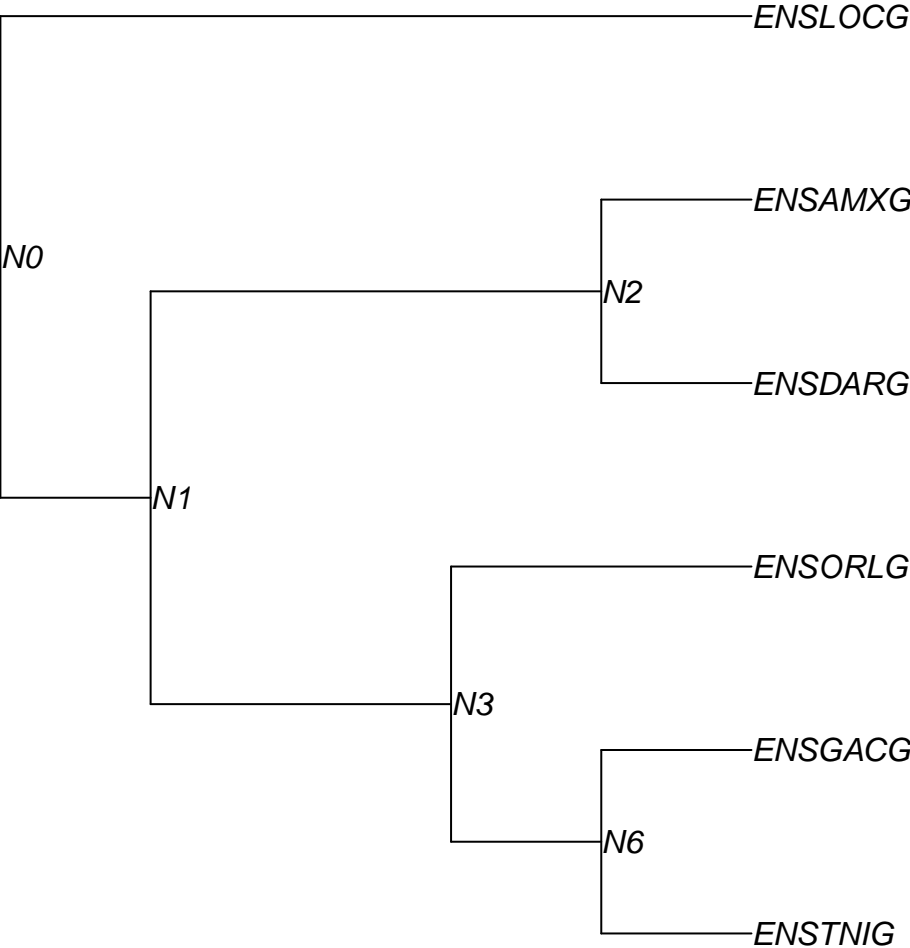 ENSLOCG
ENSAMXG
N0
N2
ENSDARG
N1
ENSORLG
N3
ENSGACG
N6
ENSTNIG